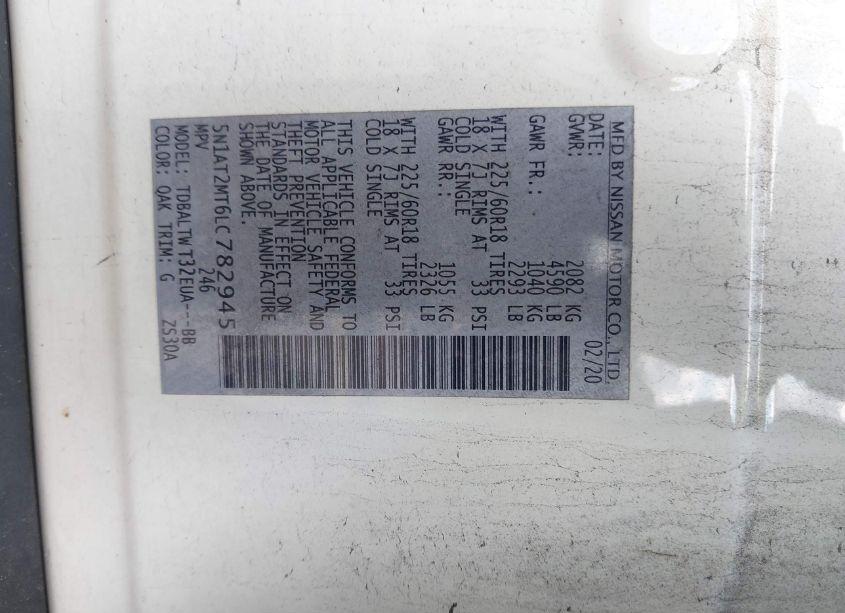 MFD BY NISSAN MOTOR CO., LTD.
DATE: 02/20
GVWR: 2082 KG
4590 LB
GAWR FR.: 1040 KG
2293 LB
WITH 225/60R18 TIRES
18 X 7J RIMS AT 33 PSI
COLD SINGLE
GAWR RR.: 1055 KG
2326 LB
WITH 225/60R18 TIRES
18 X 7J RIMS AT 33 PSI
COLD SINGLE
THIS VEHICLE CONFORMS TO
ALL APPLICABLE FEDERAL
MOTOR VEHICLE SAFETY AND
THEFT PREVENTION
STANDARDS IN EFFECT ON
THE DATE OF MANUFACTURE
SHOWN ABOVE.
5N1AT2MT6LC782945
MPV 246
MODEL: TDBALTWT32EUA---BB
COLOR: QAK TRIM: G ZS30A